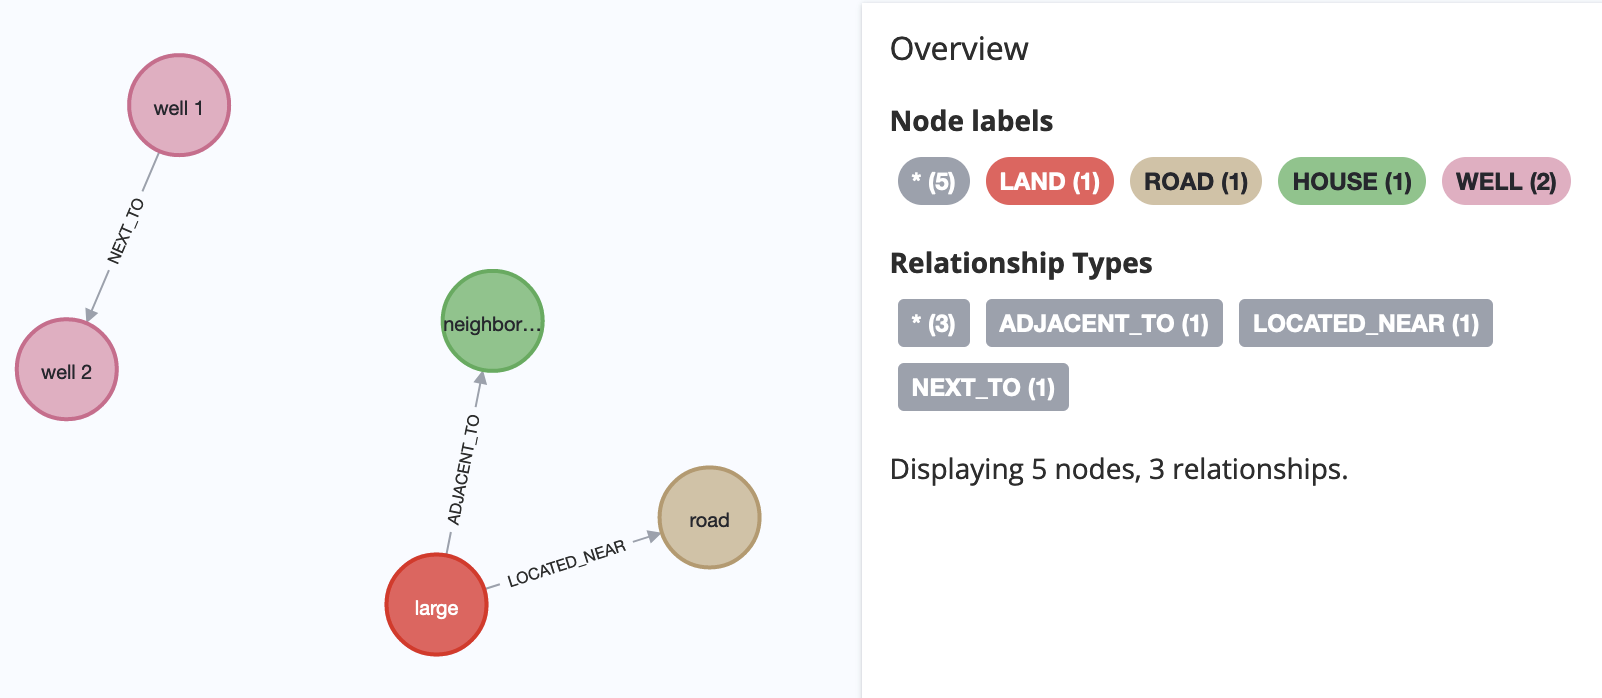 well 1
NEXT_TO
well 2
neighbor...
ADJACENT_TO
road
LOCATED_NEAR
large
Overview
Node labels
* (5) LAND (1) ROAD (1) HOUSE (1) WELL (2)
Relationship Types
* (3) ADJACENT_TO (1) LOCATED_NEAR (1)
NEXT_TO (1)
Displaying 5 nodes, 3 relationships.